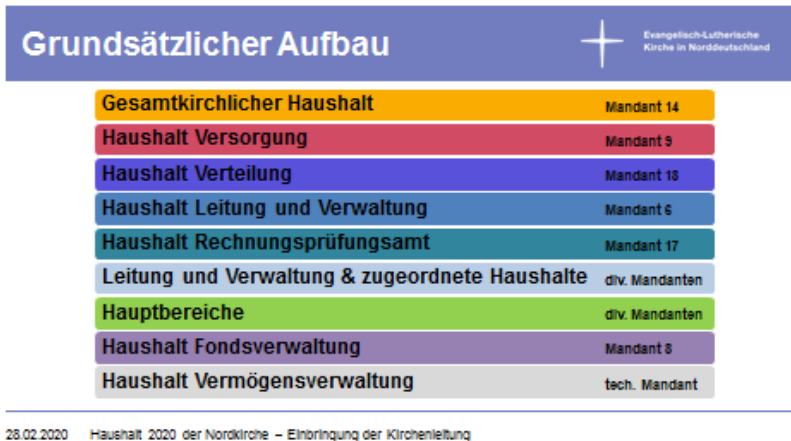 Grundsätzlicher Aufbau
Evangelisch-Lutherische
Kirche in Norddeutschland
Gesamtkirchlicher Haushalt Mandant 14
Haushalt Versorgung Mandant 9
Haushalt Verteilung Mandant 18
Haushalt Leitung und Verwaltung Mandant 6
Haushalt Rechnungsprüfungsamt Mandant 17
Leitung und Verwaltung & zugeordnete Haushalte div. Mandanten
Hauptbereiche div. Mandanten
Haushalt Fondsverwaltung Mandant 8
Haushalt Vermögensverwaltung tech. Mandant
28.02.2020 Haushalt 2020 der Nordkirche – Einbringung der Kirchenleitung